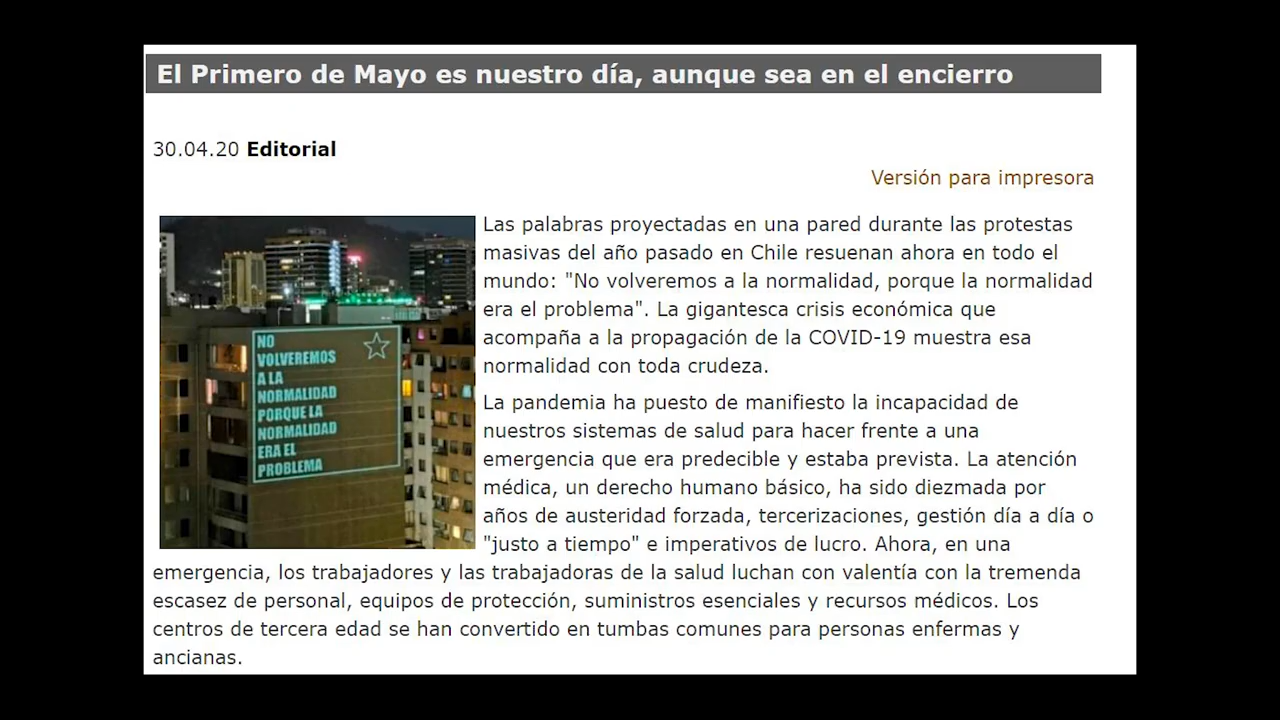 El Primero de Mayo es nuestro día, aunque sea en el encierro
30.04.20 Editorial
Versión para impresora
NO
VOLVEREMOS
A LA
NORMALIDAD
PORQUE LA
NORMALIDAD
ERA EL
PROBLEMA
Las palabras proyectadas en una pared durante las protestas
masivas del año pasado en Chile resuenan ahora en todo el
mundo: "No volveremos a la normalidad, porque la normalidad
era el problema". La gigantesca crisis económica que
acompaña a la propagación de la COVID-19 muestra esa
normalidad con toda crudeza.
La pandemia ha puesto de manifiesto la incapacidad de
nuestros sistemas de salud para hacer frente a una
emergencia que era predecible y estaba prevista. La atención
médica, un derecho humano básico, ha sido diezmada por
años de austeridad forzada, tercerizaciones, gestión día a día o
"justo a tiempo" e imperativos de lucro. Ahora, en una
emergencia, los trabajadores y las trabajadoras de la salud luchan con valentía con la tremenda
escasez de personal, equipos de protección, suministros esenciales y recursos médicos. Los
centros de tercera edad se han convertido en tumbas comunes para personas enfermas y
ancianas.